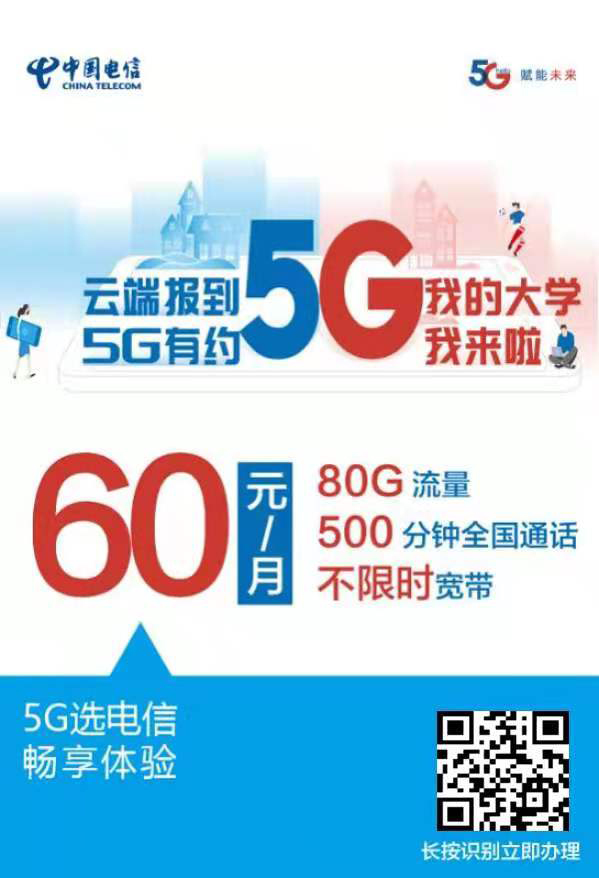 中国电信
CHINA TELECOM
5G 赋能未来
云端报到
5G有约
5G
我的大学
我来啦
60元/月
80G 流量
500 分钟全国通话
不限时宽带
5G选电信
畅享体验
长按识别立即办理